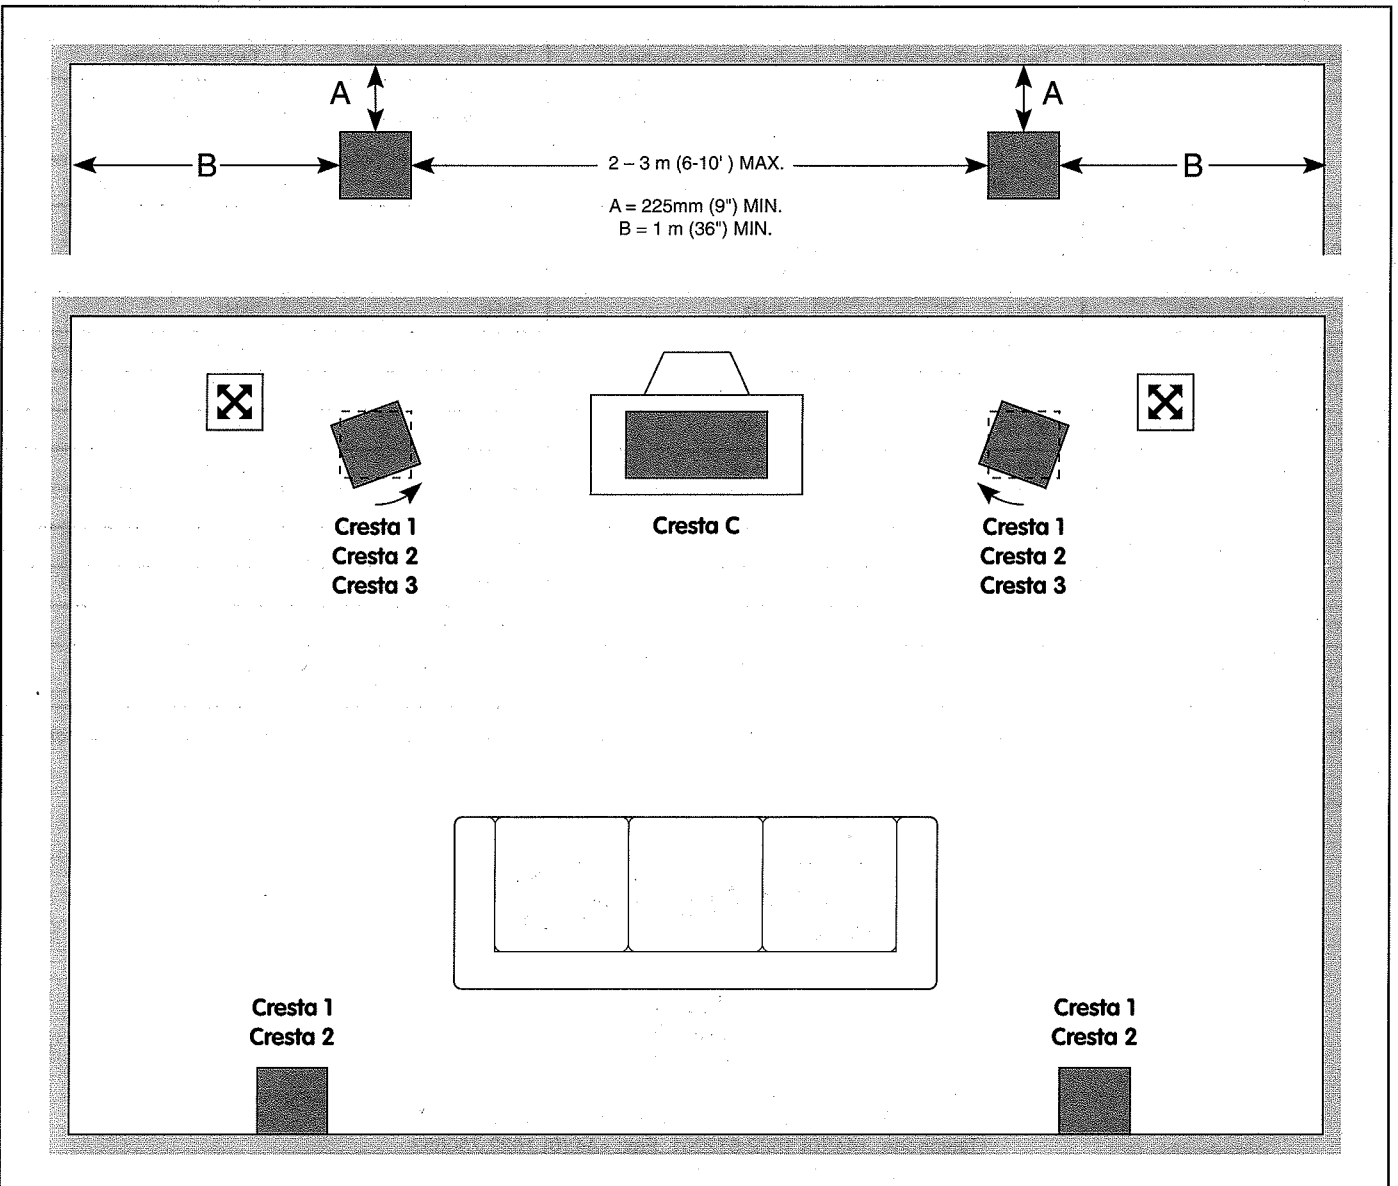 A
A
B
2 – 3 m (6-10' ) MAX.
B
A = 225mm (9") MIN.
B = 1 m (36") MIN.
Cresta 1
Cresta 2
Cresta 3
Cresta C
Cresta 1
Cresta 2
Cresta 3
Cresta 1
Cresta 2
Cresta 1
Cresta 2